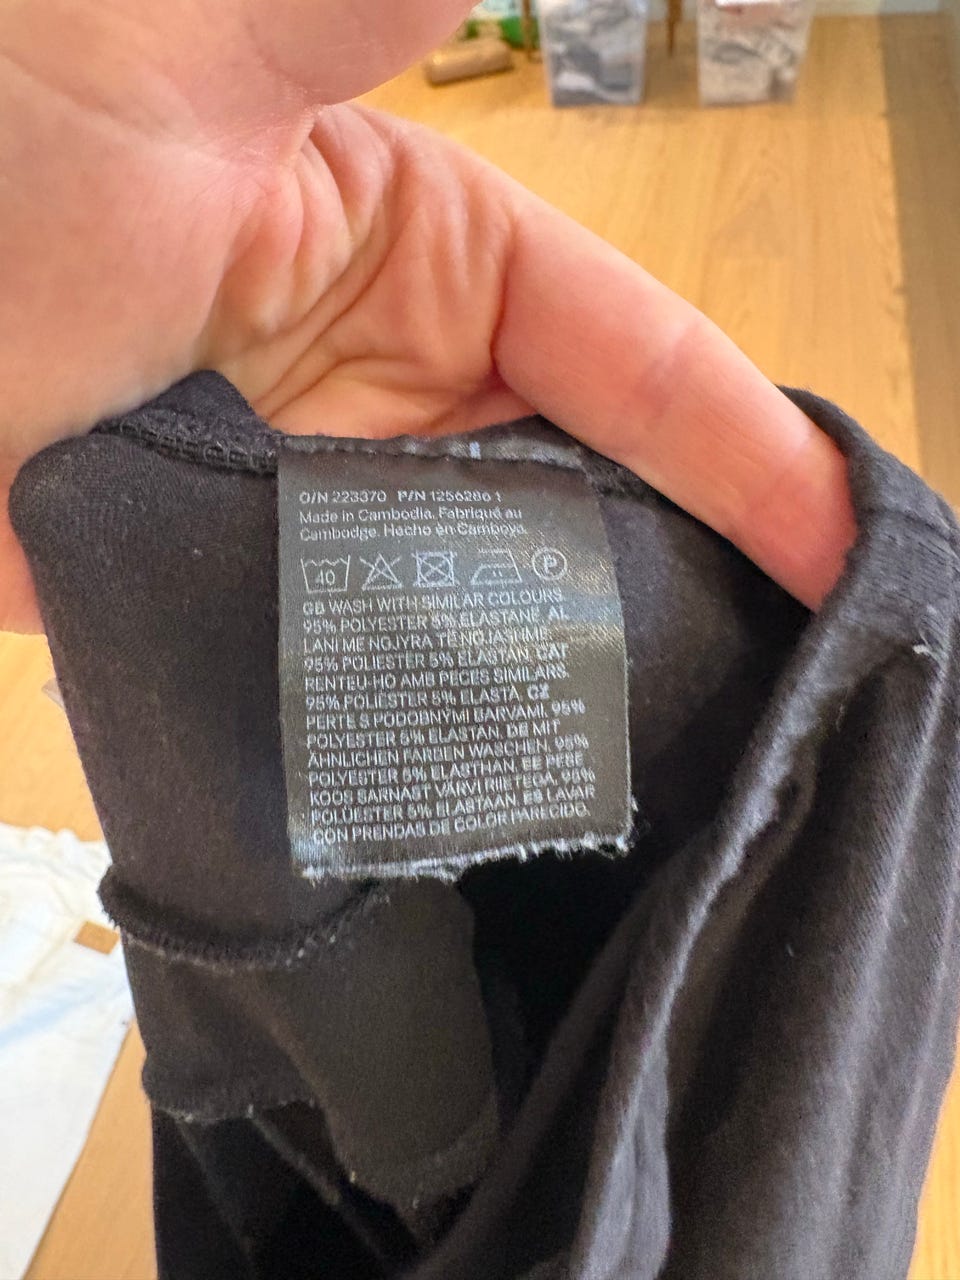 O/N 223370 P/N 1256286 1
Made in Cambodia. Fabriqué au
Cambodge. Hecho en Camboya.
40 P
GB WASH WITH SIMILAR COLOURS.
95% POLYESTER 5% ELASTANE. AL
LANI ME NGJYRA TË NGJASHME.
95% POLIESTER 5% ELASTAN. CAT
RENTEU-HO AMB PECES SIMILARS.
95% POLIÈSTER 5% ELASTÀ. CZ
PERTE S PODOBNÝMI BARVAMI. 95%
POLYESTER 5% ELASTAN. DE MIT
ÄHNLICHEN FARBEN WASCHEN. 95%
POLYESTER 5% ELASTHAN. EE PESE
KOOS SARNAST VÄRVI RIIETEGA. 95%
POLÜESTER 5% ELASTAAN. ES LAVAR
CON PRENDAS DE COLOR PARECIDO.